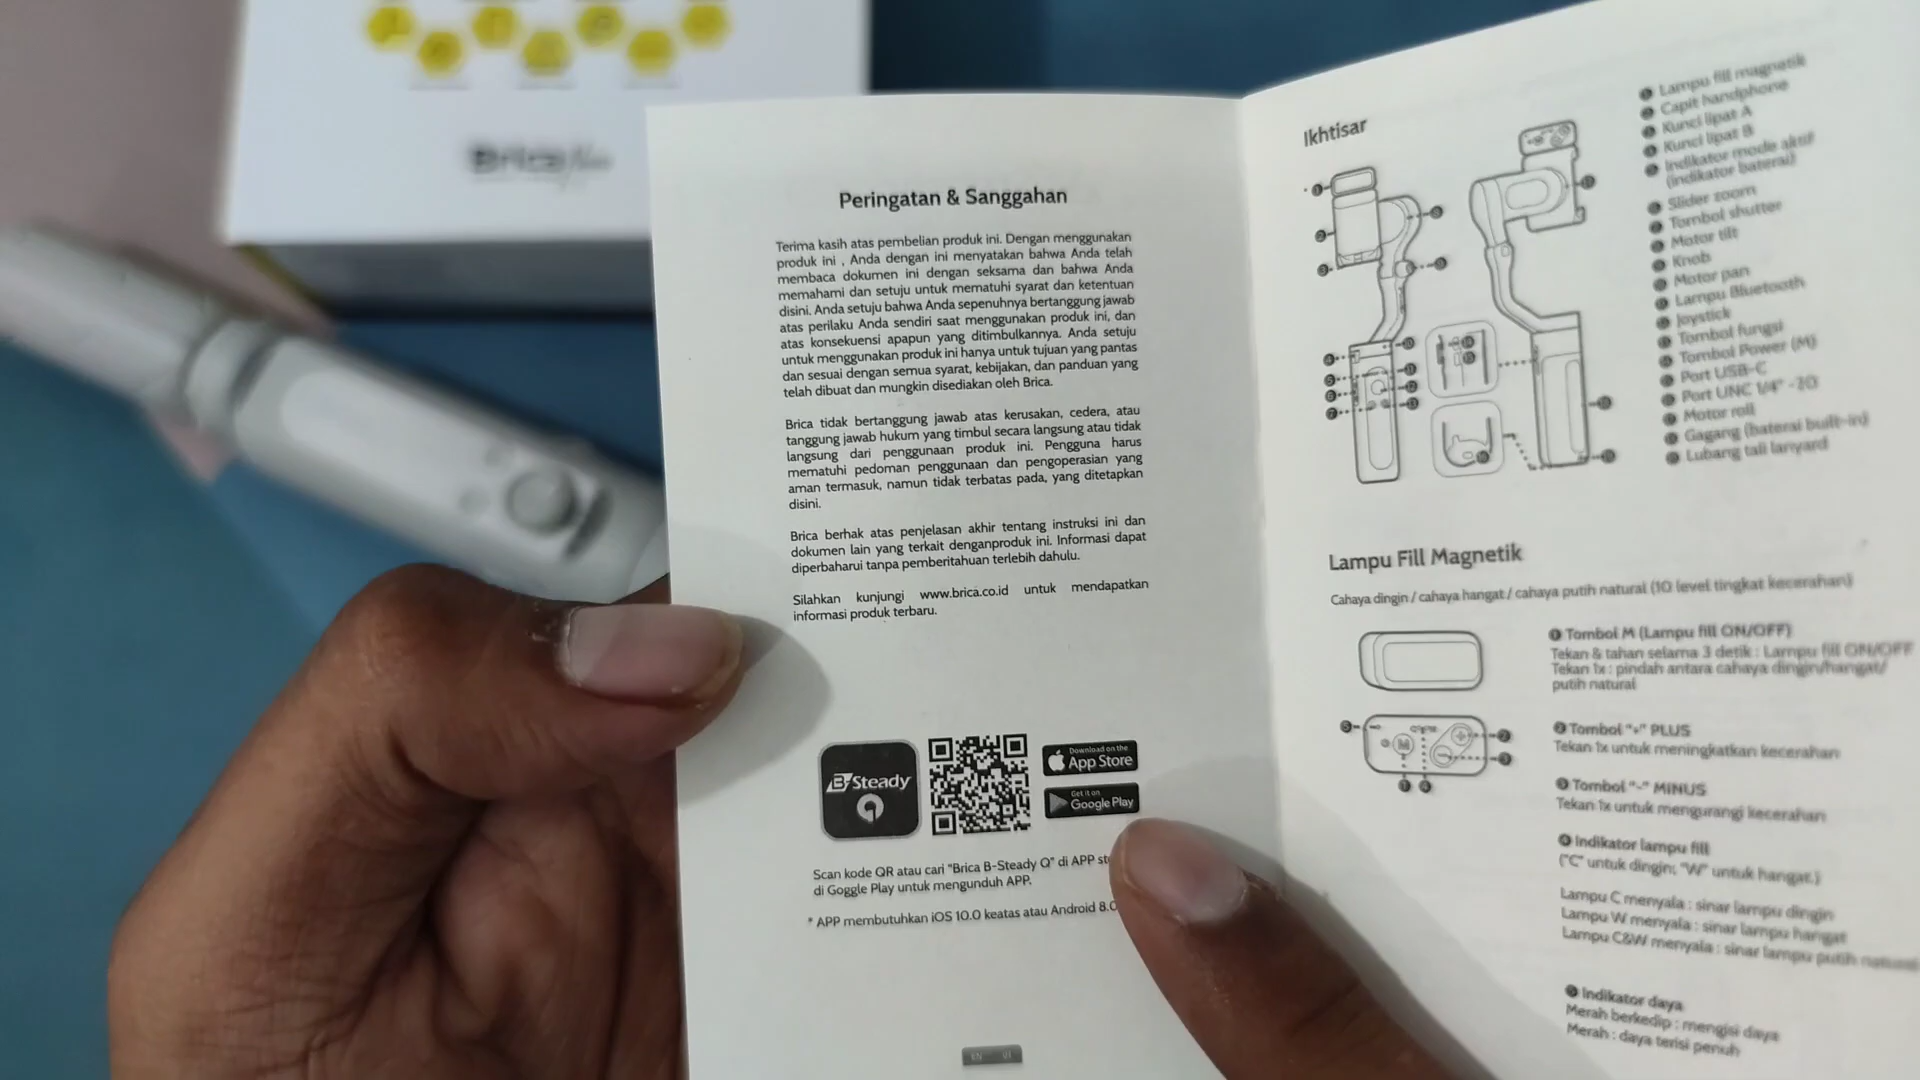 Brica
Peringatan & Sanggahan
Terima kasih atas pembelian produk ini. Dengan menggunakan
produk ini , Anda dengan ini menyatakan bahwa Anda telah
membaca dokumen ini dengan seksama dan bahwa Anda
memahami dan setuju untuk mematuhi syarat dan ketentuan
disini. Anda setuju bahwa Anda sepenuhnya bertanggung jawab
atas perilaku Anda sendiri saat menggunakan produk ini, dan
atas konsekuensi apapun yang ditimbulkannya. Anda setuju
untuk menggunakan produk ini hanya untuk tujuan yang pantas
dan sesuai dengan semua syarat, kebijakan, dan panduan yang
telah dibuat dan mungkin disediakan oleh Brica.
Brica tidak bertanggung jawab atas kerusakan, cedera, atau
tanggung jawab hukum yang timbul secara langsung atau tidak
langsung dari penggunaan produk ini. Pengguna harus
mematuhi pedoman penggunaan dan pengoperasian yang
aman termasuk, namun tidak terbatas pada, yang ditetapkan
disini.
Brica berhak atas penjelasan akhir tentang instruksi ini dan
dokumen lain yang terkait denganproduk ini. Informasi dapat
diperbaharui tanpa pemberitahuan terlebih dahulu.
Silahkan kunjungi www.brica.co.id untuk mendapatkan
informasi produk terbaru.
B-Steady
Q
Download on the
App Store
Get it on
Google Play
Scan kode QR atau cari "Brica B-Steady Q" di APP st
di Goggle Play untuk mengunduh APP.
* APP membutuhkan iOS 10.0 keatas atau Android 8.0
EN
Ikhtisar
Lampu fill magnetik
Capit handphone
Kunci lipat A
Kunci lipat B
Indikator mode aktif
(indikator baterai)
Slider zoom
Tombol shutter
Motor tilt
Knob
Motor pan
Lampu Bluetooth
Joystick
Tombol fungsi
Tombol Power (M)
Port USB-C
Port UNC 1/4" -20
Motor roll
Gagang (baterai built-in)
Lubang tali lanyard
Lampu Fill Magnetik
Cahaya dingin / cahaya hangat / cahaya putih natural (10 level tingkat kecerahan)
1 Tombol M (Lampu fill ON/OFF)
Tekan & tahan selama 3 detik : Lampu fill ON/OFF
Tekan 1x : pindah antara cahaya dingin/hangat/
putih natural
2 Tombol "+" PLUS
Tekan 1x untuk meningkatkan kecerahan
3 Tombol "-" MINUS
Tekan 1x untuk mengurangi kecerahan
4 Indikator lampu fill
("C" untuk dingin; "W" untuk hangat.)
Lampu C menyala : sinar lampu dingin
Lampu W menyala : sinar lampu hangat
Lampu C&W menyala : sinar lampu putih natural
5 Indikator daya
Merah berkedip : mengisi daya
Merah : daya terisi penuh